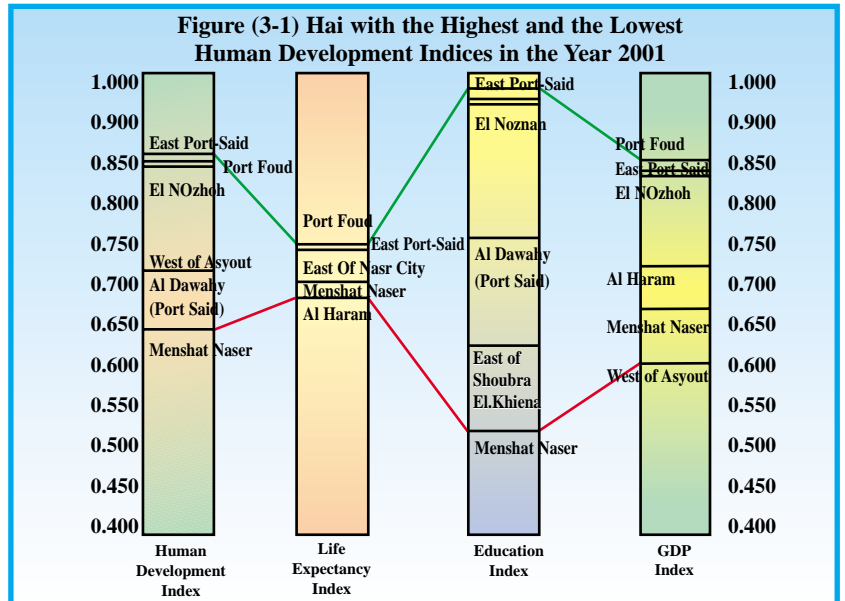 Figure (3-1) Hai with the Highest and the Lowest
Human Development Indices in the Year 2001
1.000
0.900
0.850
0.800
0.750
0.700
0.650
0.600
0.550
0.500
0.450
0.400
East Port-Said
Port Foud
El NOzhoh
West of Asyout
Al Dawahy
(Port Said)
Menshat Naser
Human
Development
Index
Port Foud
East Port-Said
East Of Nasr City
Menshat Naser
Al Haram
Life
Expectancy
Index
East Port-Said
El Noznan
Al Dawahy
(Port Said)
East of
Shoubra
El.Khiena
Menshat Naser
Education
Index
Port Foud
East Port Said
El NOzhoh
Al Haram
Menshat Naser
West of Asyout
GDP
Index
1.000
0.900
0.850
0.800
0.750
0.700
0.650
0.600
0.550
0.500
0.450
0.400